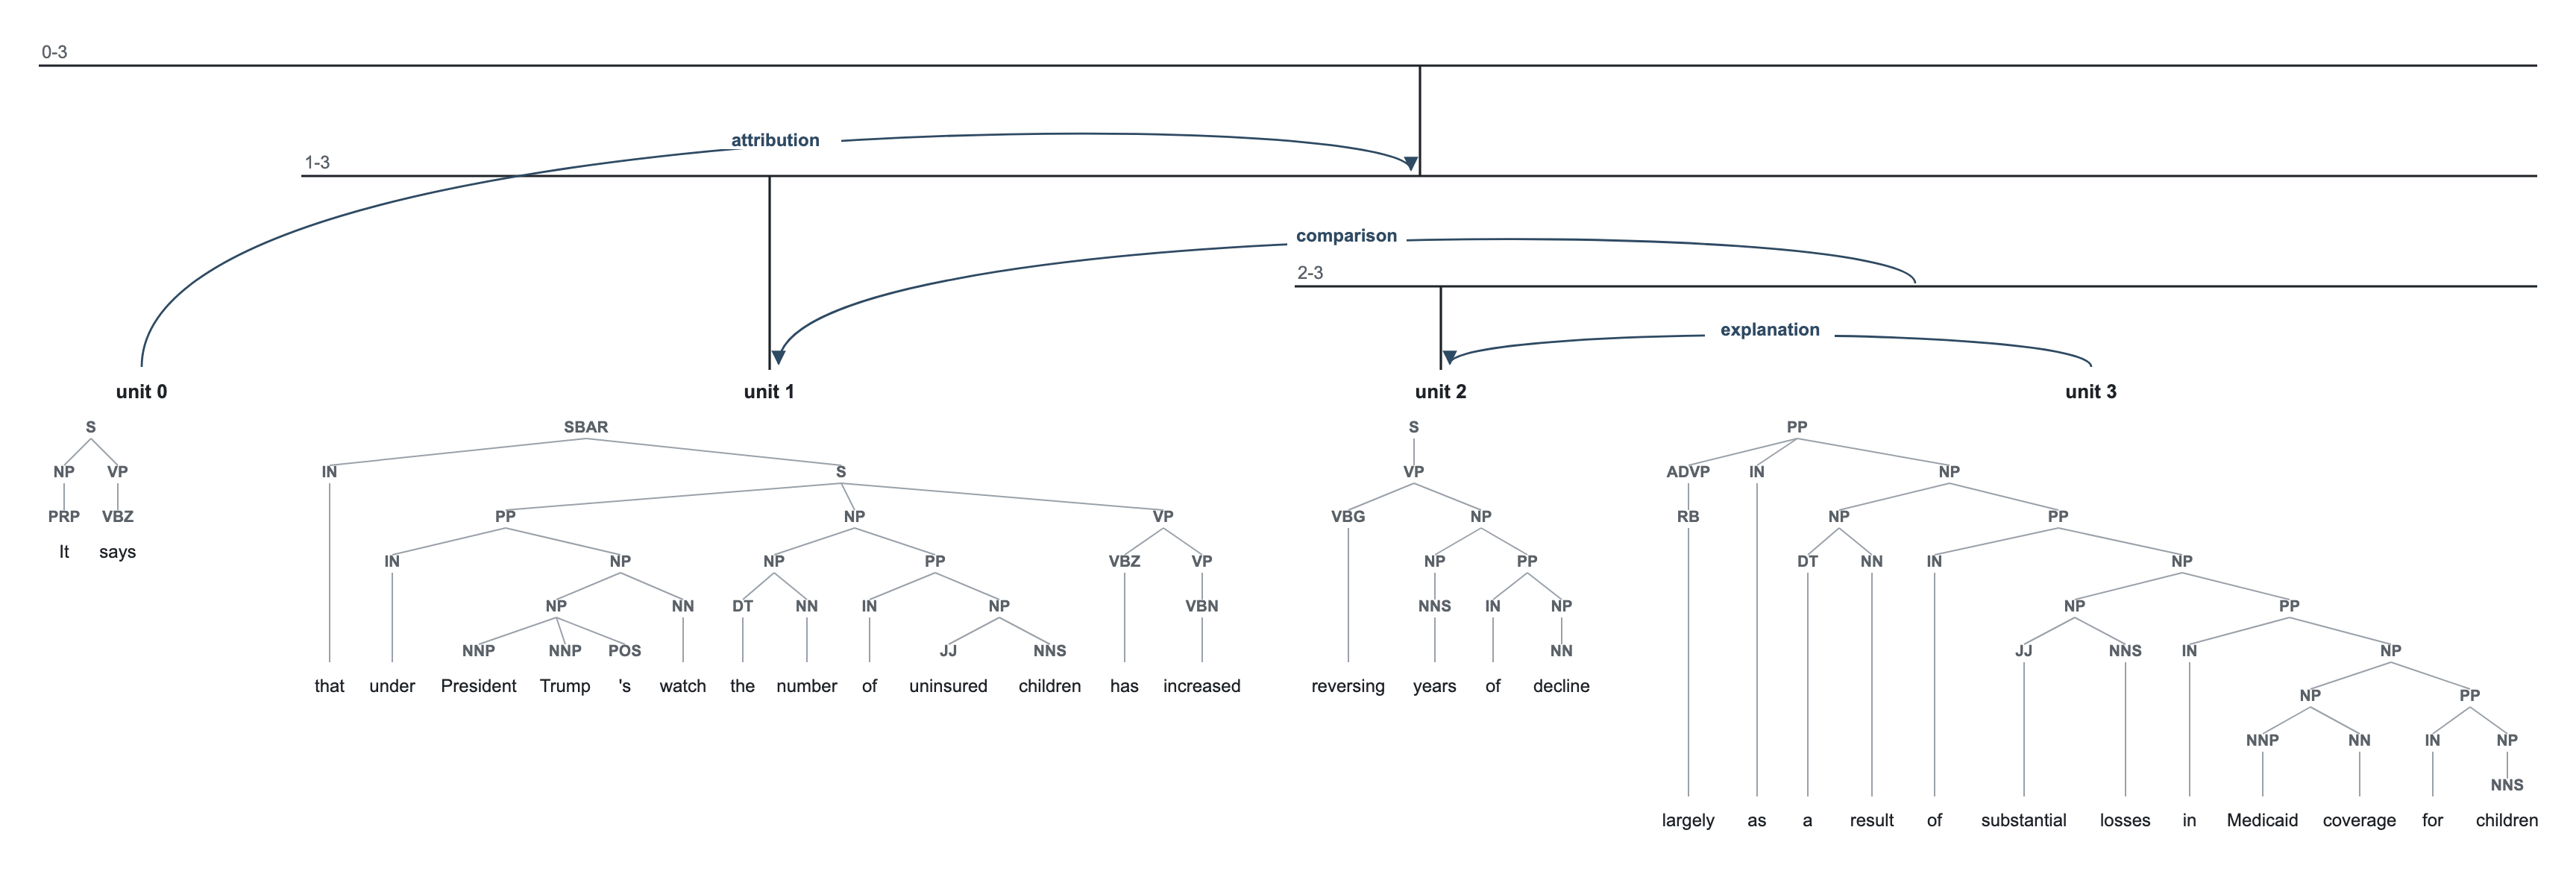 0-3
attribution
1-3
comparison
2-3
explanation
unit 0 unit 1 unit 2 unit 3
S SBAR S PP
NP VP IN S VP ADVP IN NP
PRP VBZ PP NP VP VBG NP RB NP PP
It says
IN NP NP PP VBZ VP NP PP DT NN IN NP
NP NN DT NN IN NP VBN NNS IN NP NP PP
NNP NNP POS JJ NNS NN JJ NNS IN NP
that under President Trump 's watch the number of uninsured children has increased reversing years of decline
NP PP
NNP NN IN NP
NNS
largely as a result of substantial losses in Medicaid coverage for children